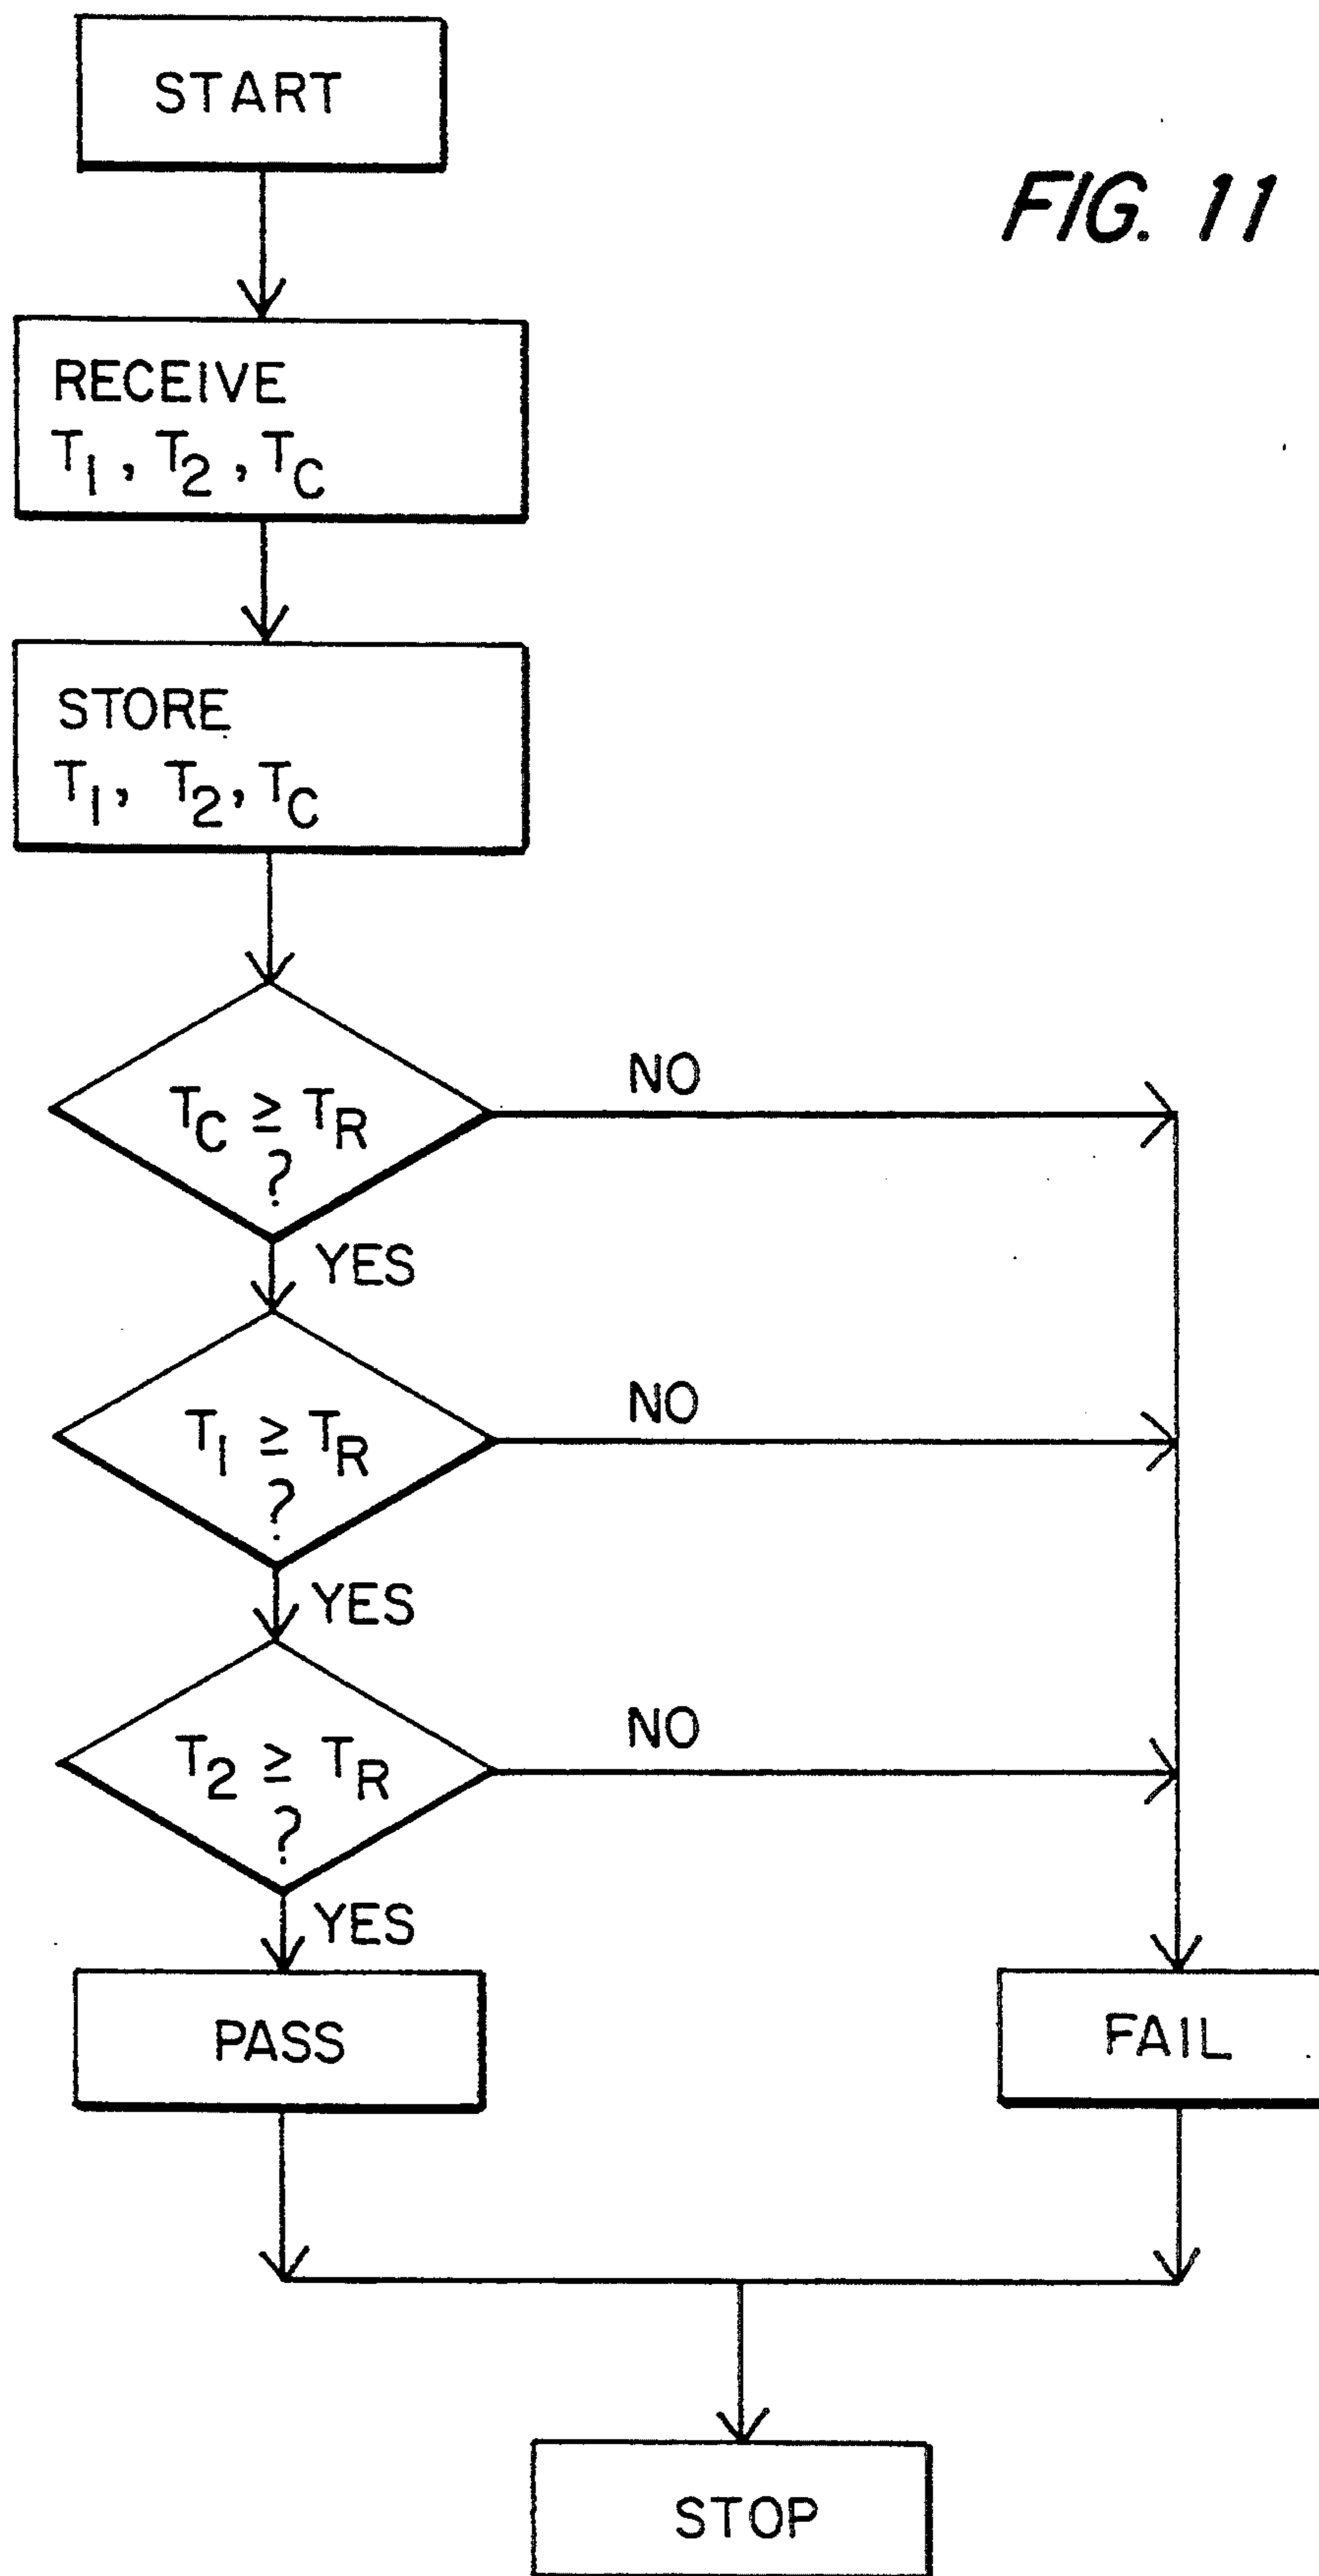 START
FIG. 11
RECEIVE
T1, T2, TC
STORE
T1, T2, TC
TC ≥ TR
?
NO
YES
T1 ≥ TR
?
NO
YES
T2 ≥ TR
?
NO
YES
PASS
FAIL
STOP